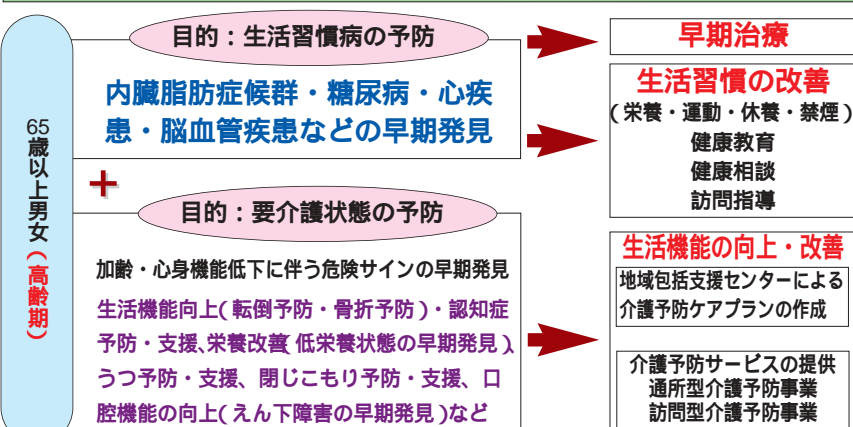 65歳以上男女(高齢期)
目的：生活習慣病の予防
内臓脂肪症候群・糖尿病・心疾
患・脳血管疾患などの早期発見
+
目的：要介護状態の予防
加齢・心身機能低下に伴う危険サインの早期発見
生活機能向上(転倒予防・骨折予防)・認知症
予防・支援、栄養改善(低栄養状態の早期発見)、
うつ予防・支援、閉じこもり予防・支援、口
腔機能の向上(えん下障害の早期発見)など
早期治療
生活習慣の改善
(栄養・運動・休養・禁煙)
健康教育
健康相談
訪問指導
生活機能の向上・改善
地域包括支援センターによる
介護予防ケアプランの作成
介護予防サービスの提供
通所型介護予防事業
訪問型介護予防事業